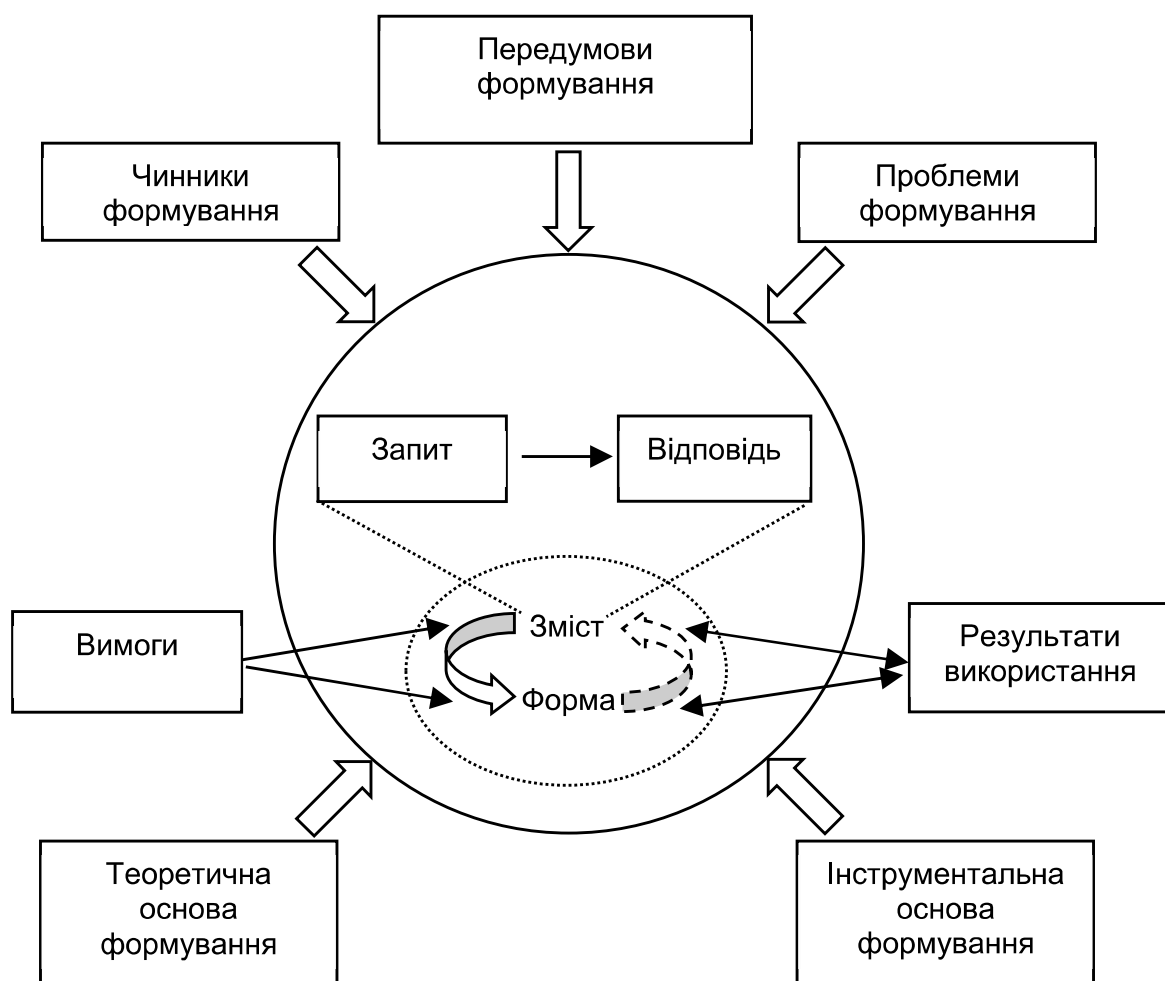 Передумови
формування
Чинники
формування
Проблеми
формування
Запит
Відповідь
Зміст
Форма
Вимоги
Результати
використання
Теоретична
основа
формування
Інструментальна
основа
формування